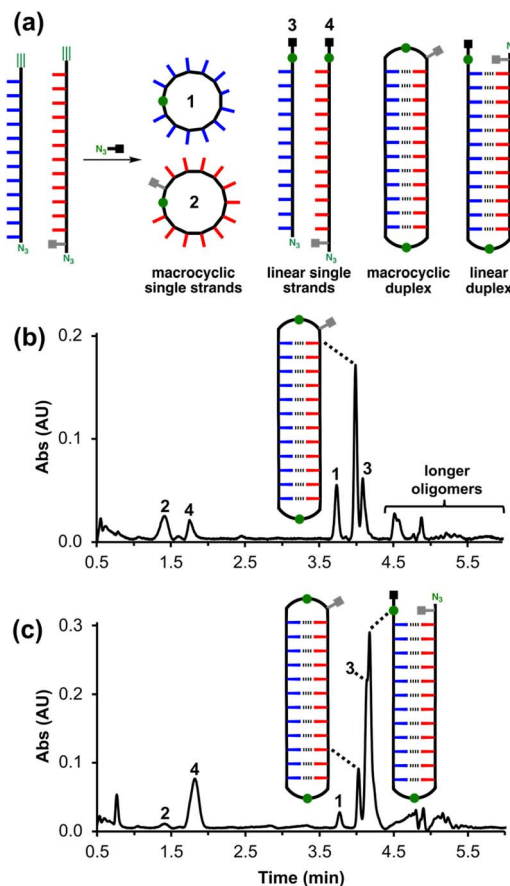 (a)
3 4
N3
N3
N3
1
2
N3
N3
N3
macrocyclic single strands
linear single strands
macrocyclic duplex
linear duplex
(b)
0.2
0.1
0.0
Abs (AU)
2
4
1
3
longer oligomers
0.5 1.5 2.5 3.5 4.5 5.5
(c)
0.3
0.2
0.1
0.0
Abs (AU)
N3
2
4
1
3
0.5 1.5 2.5 3.5 4.5 5.5
Time (min)